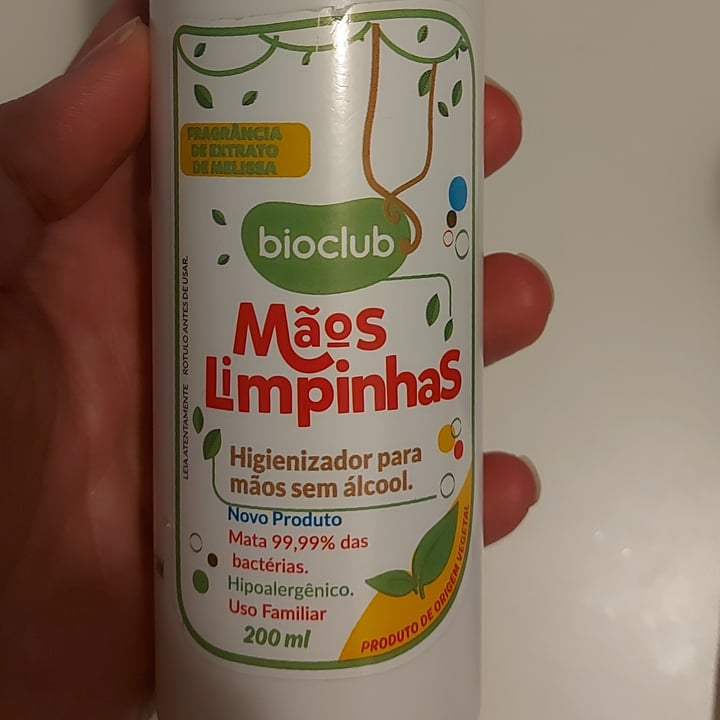 FRAGRÂNCIA
DE EXTRATO
DE MELISSA
bioclub
Mãos
Limpinhas
LEIA ATENTAMENTE ROTULO ANTES DE USAR.
Higienizador para
mãos sem álcool.
Novo Produto
Mata 99,99% das
bactérias.
Hipoalergênico.
Uso Familiar
200 ml
PRODUTO DE ORIGEM VEGETAL